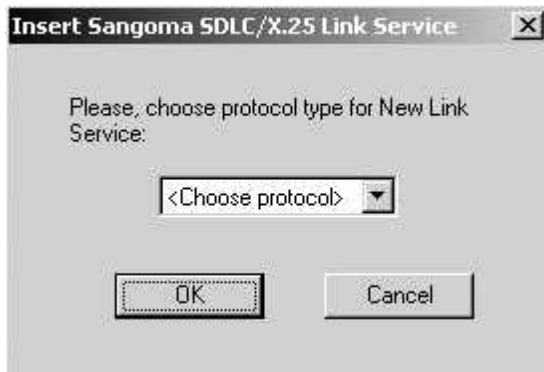 Insert Sangoma SDLC/X.25 Link Service
Please, choose protocol type for New Link
Service:
<Choose protocol>
OK
Cancel